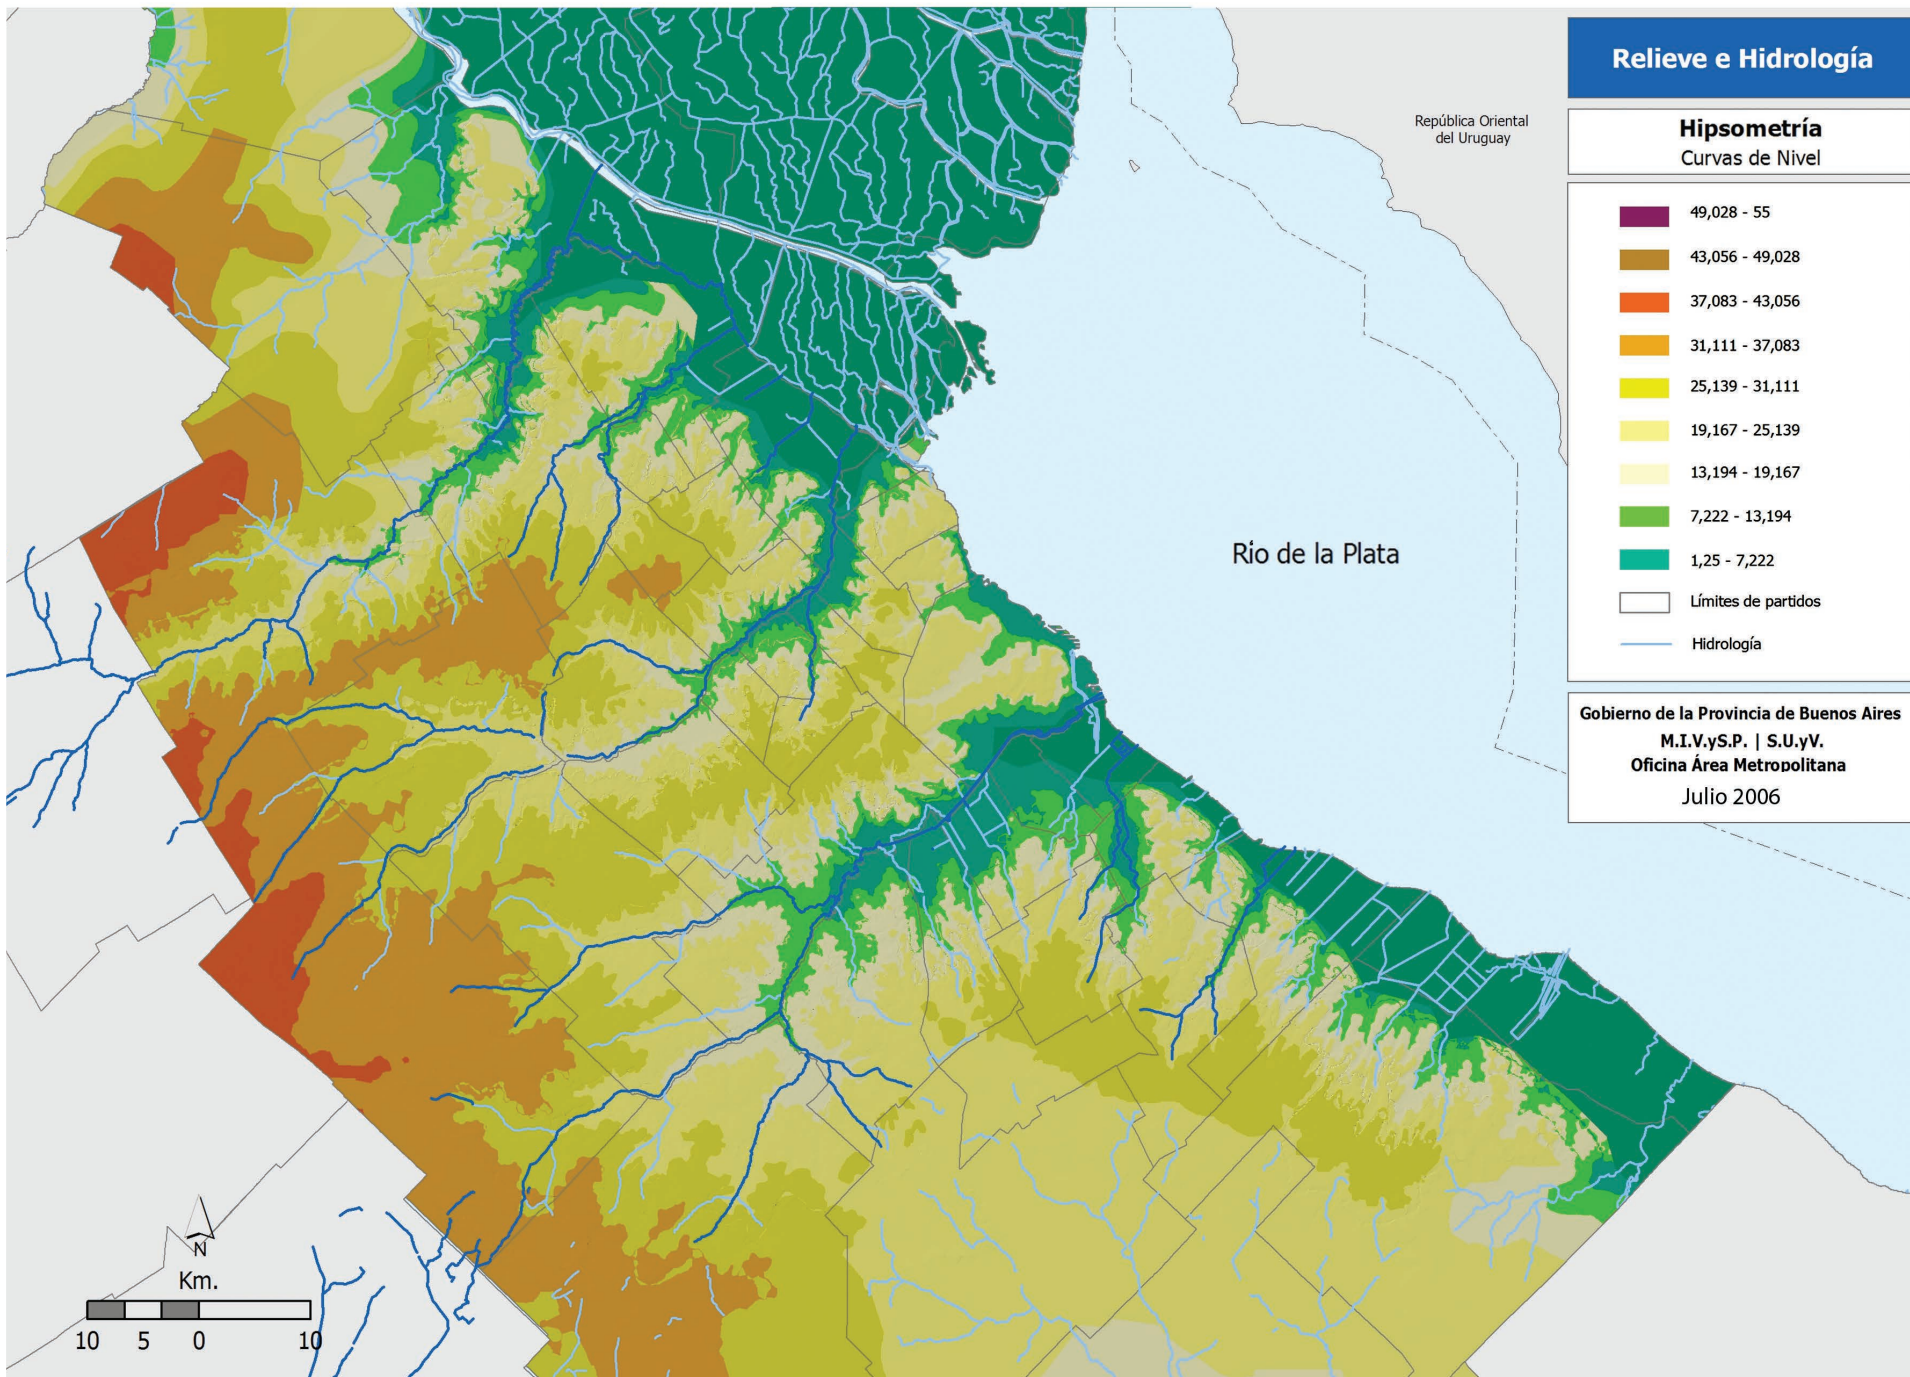 Relieve e Hidrología
Hipsometría
Curvas de Nivel
49,028 - 55
43,056 - 49,028
37,083 - 43,056
31,111 - 37,083
25,139 - 31,111
19,167 - 25,139
13,194 - 19,167
7,222 - 13,194
1,25 - 7,222
Límites de partidos
Hidrología
Gobierno de la Provincia de Buenos Aires
M.I.V.yS.P. | S.U.yV.
Oficina Área Metropolitana
Julio 2006
República Oriental
del Uruguay
Río de la Plata
N
Km.
10 5 0 10